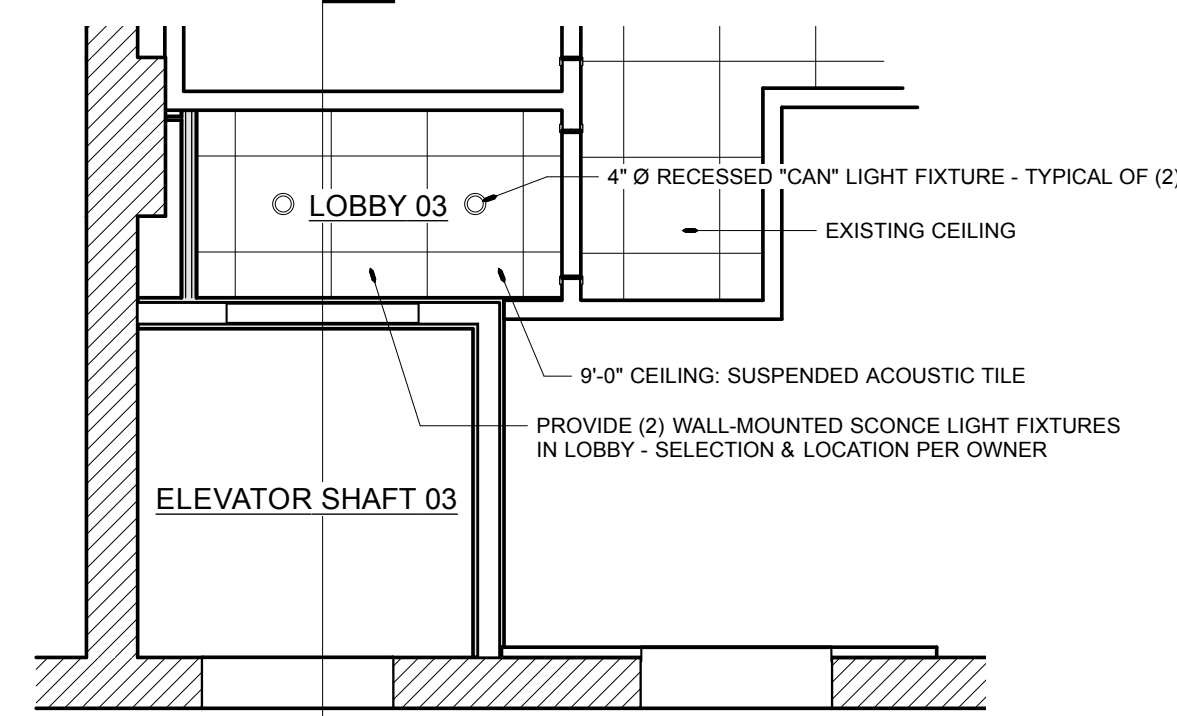 4" Ø RECESSED "CAN" LIGHT FIXTURE - TYPICAL OF (2)
LOBBY 03
EXISTING CEILING
9'-0" CEILING: SUSPENDED ACOUSTIC TILE
PROVIDE (2) WALL-MOUNTED SCONCE LIGHT FIXTURES
IN LOBBY - SELECTION & LOCATION PER OWNER
ELEVATOR SHAFT 03